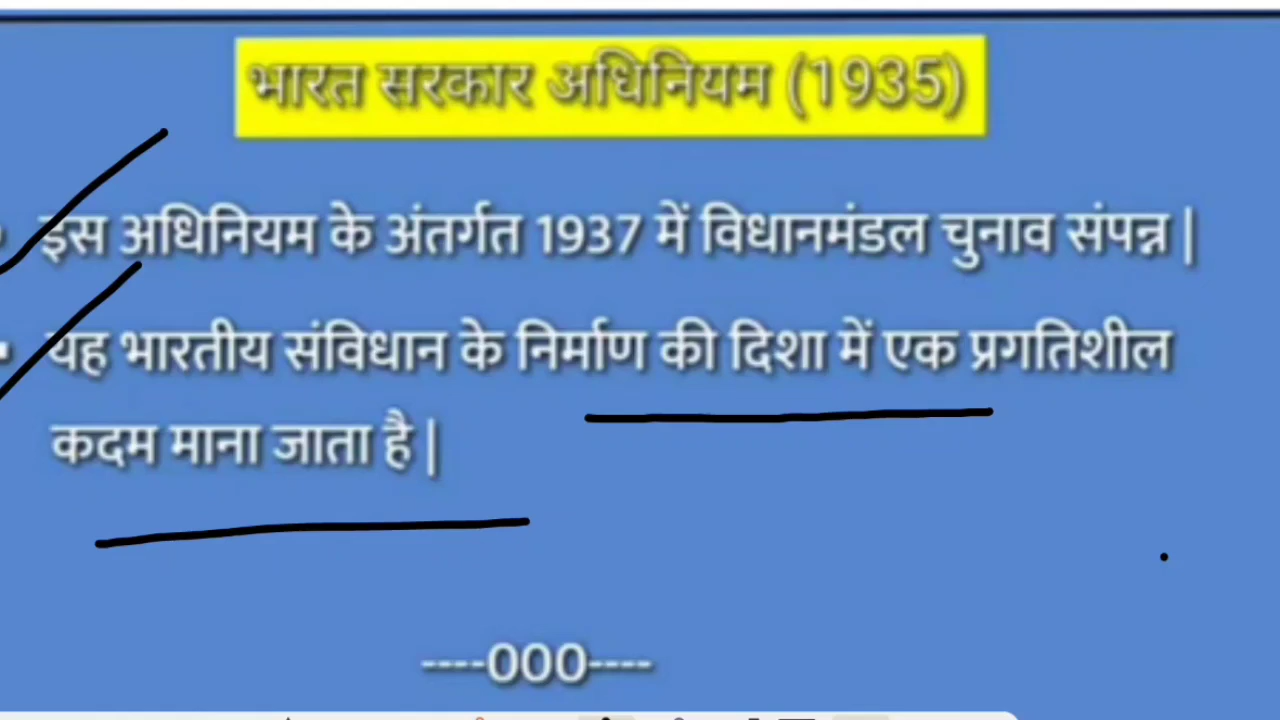 भारत सरकार अधिनियम (1935)
इस अधिनियम के अंतर्गत 1937 में विधानमंडल चुनाव संपन्न |
यह भारतीय संविधान के निर्माण की दिशा में एक प्रगतिशील
कदम माना जाता है |
----000----